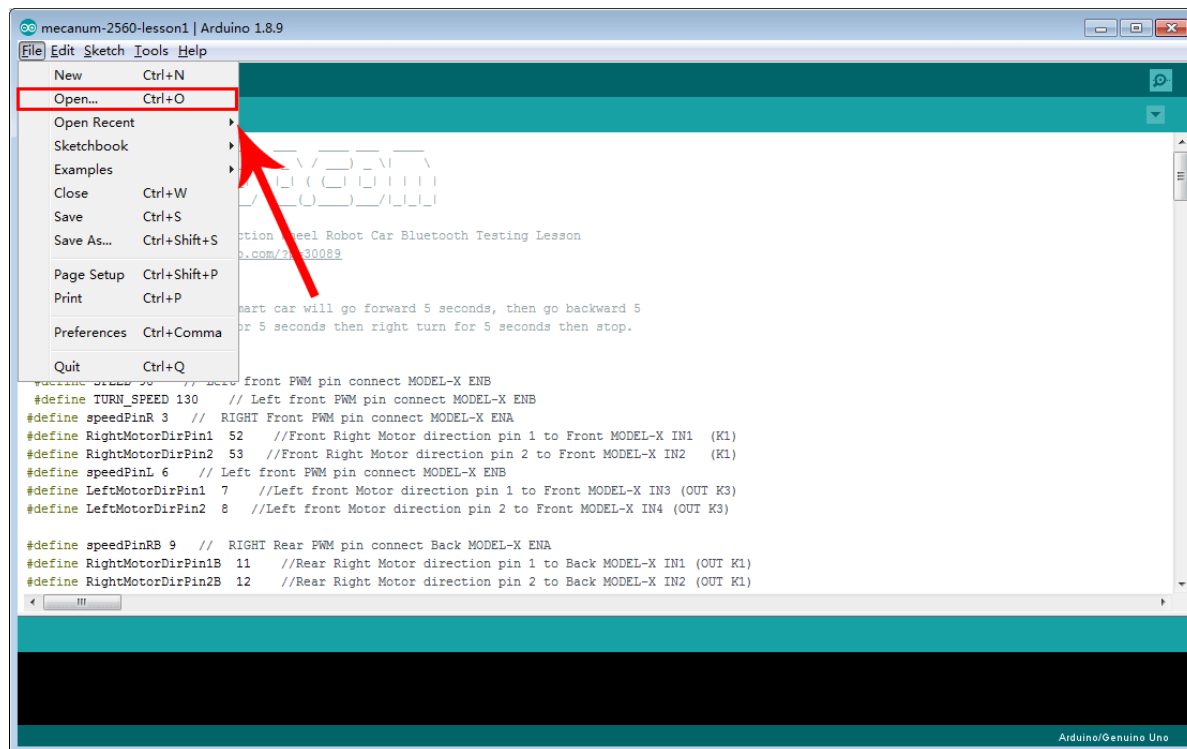 mecanum-2560-lesson1 | Arduino 1.8.9
File Edit Sketch Tools Help
New Ctrl+N
Open... Ctrl+O
Open Recent
Sketchbook
Examples
Close Ctrl+W
Save Ctrl+S
Save As... Ctrl+Shift+S
Page Setup Ctrl+Shift+P
Print Ctrl+P
Preferences Ctrl+Comma
Quit Ctrl+Q
Wheel Robot Car Bluetooth Testing Lesson
30089
car will go forward 5 seconds, then go backward 5
5 seconds then right turn for 5 seconds then stop.
#define SPEED 90 // Left front PWM pin connect MODEL-X ENB
#define TURN_SPEED 130 // Left front PWM pin connect MODEL-X ENB
#define speedPinR 3 // RIGHT Front PWM pin connect MODEL-X ENA
#define RightMotorDirPin1 52 //Front Right Motor direction pin 1 to Front MODEL-X IN1 (K1)
#define RightMotorDirPin2 53 //Front Right Motor direction pin 2 to Front MODEL-X IN2 (K1)
#define speedPinL 6 // Left front PWM pin connect MODEL-X ENB
#define LeftMotorDirPin1 7 //Left front Motor direction pin 1 to Front MODEL-X IN3 (OUT K3)
#define LeftMotorDirPin2 8 //Left front Motor direction pin 2 to Front MODEL-X IN4 (OUT K3)
#define speedPinRB 9 // RIGHT Rear PWM pin connect Back MODEL-X ENA
#define RightMotorDirPin1B 11 //Rear Right Motor direction pin 1 to Back MODEL-X IN1 (OUT K1)
#define RightMotorDirPin2B 12 //Rear Right Motor direction pin 2 to Back MODEL-X IN2 (OUT K1)
Arduino/Genuino Uno